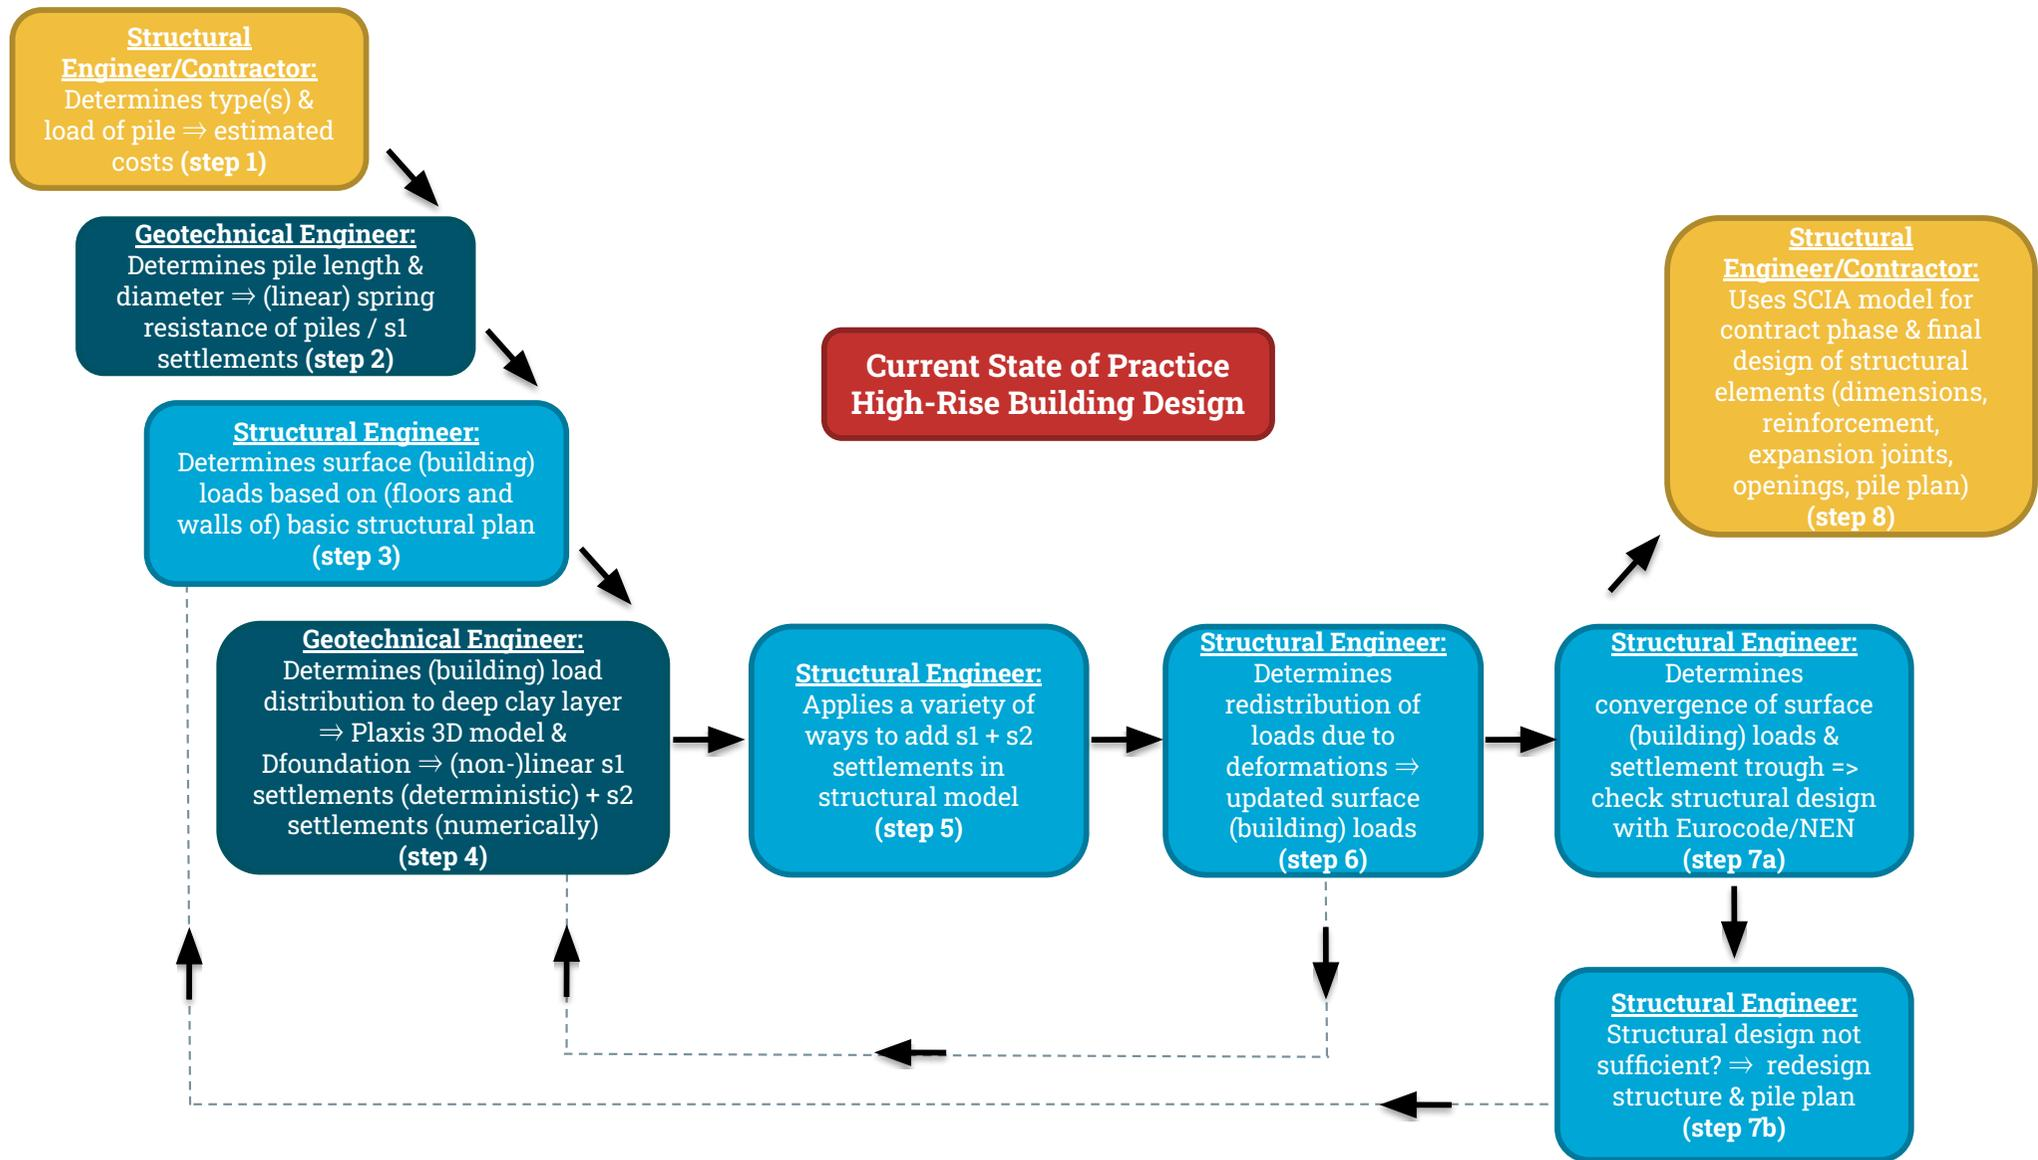 Structural
Engineer/Contractor:
Determines type(s) &
load of pile ⇒ estimated
costs (step 1)
Geotechnical Engineer:
Determines pile length &
diameter ⇒ (linear) spring
resistance of piles / s1
settlements (step 2)
Structural Engineer:
Determines surface (building)
loads based on (floors and
walls of) basic structural plan
(step 3)
Current State of Practice
High-Rise Building Design
Geotechnical Engineer:
Determines (building) load
distribution to deep clay layer
⇒ Plaxis 3D model &
Dfoundation ⇒ (non-)linear s1
settlements (deterministic) + s2
settlements (numerically)
(step 4)
Structural Engineer:
Applies a variety of
ways to add s1 + s2
settlements in
structural model
(step 5)
Structural Engineer:
Determines
redistribution of
loads due to
deformations ⇒
updated surface
(building) loads
(step 6)
Structural Engineer:
Determines
convergence of surface
(building) loads &
settlement trough =>
check structural design
with Eurocode/NEN
(step 7a)
Structural Engineer:
Structural design not
sufficient? ⇒ redesign
structure & pile plan
(step 7b)
Structural
Engineer/Contractor:
Uses SCIA model for
contract phase & final
design of structural
elements (dimensions,
reinforcement,
expansion joints,
openings, pile plan)
(step 8)